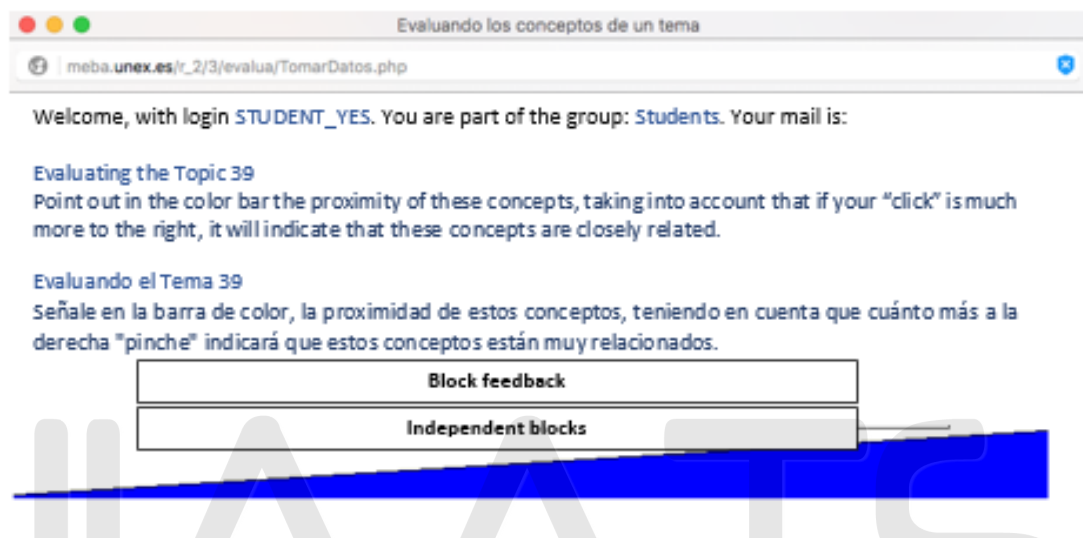 Evaluando los conceptos de un tema
meba.unex.es/r_2/3/evalua/TomarDatos.php
Welcome, with login STUDENT_YES. You are part of the group: Students. Your mail is:
Evaluating the Topic 39
Point out in the color bar the proximity of these concepts, taking into account that if your “click” is much
more to the right, it will indicate that these concepts are closely related.
Evaluando el Tema 39
Señale en la barra de color, la proximidad de estos conceptos, teniendo en cuenta que cuánto más a la
derecha "pinche" indicará que estos conceptos están muy relacionados.
Block feedback
Independent blocks